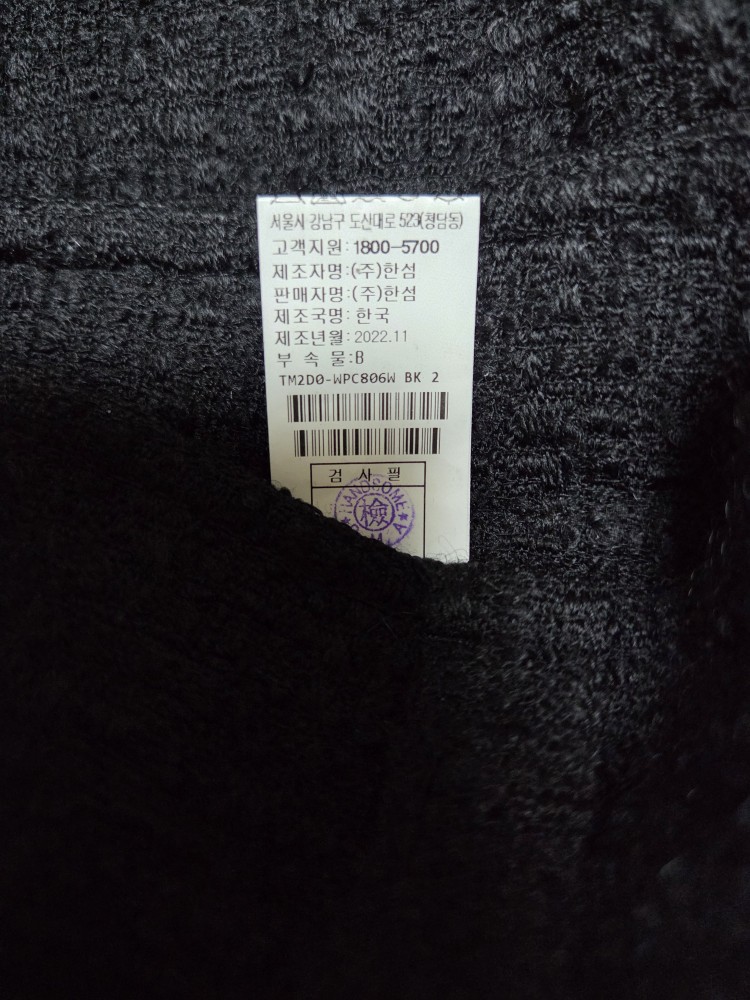 서울시 강남구 도산대로 523(청담동)
고객지원: 1800-5700
제조자명:(주)한섬
판매자명:(주)한섬
제조국명: 한국
제조년월: 2022.11
부 속 물:B
TM2D0-WPC806W BK 2
검 사 필
HANDSOME
檢